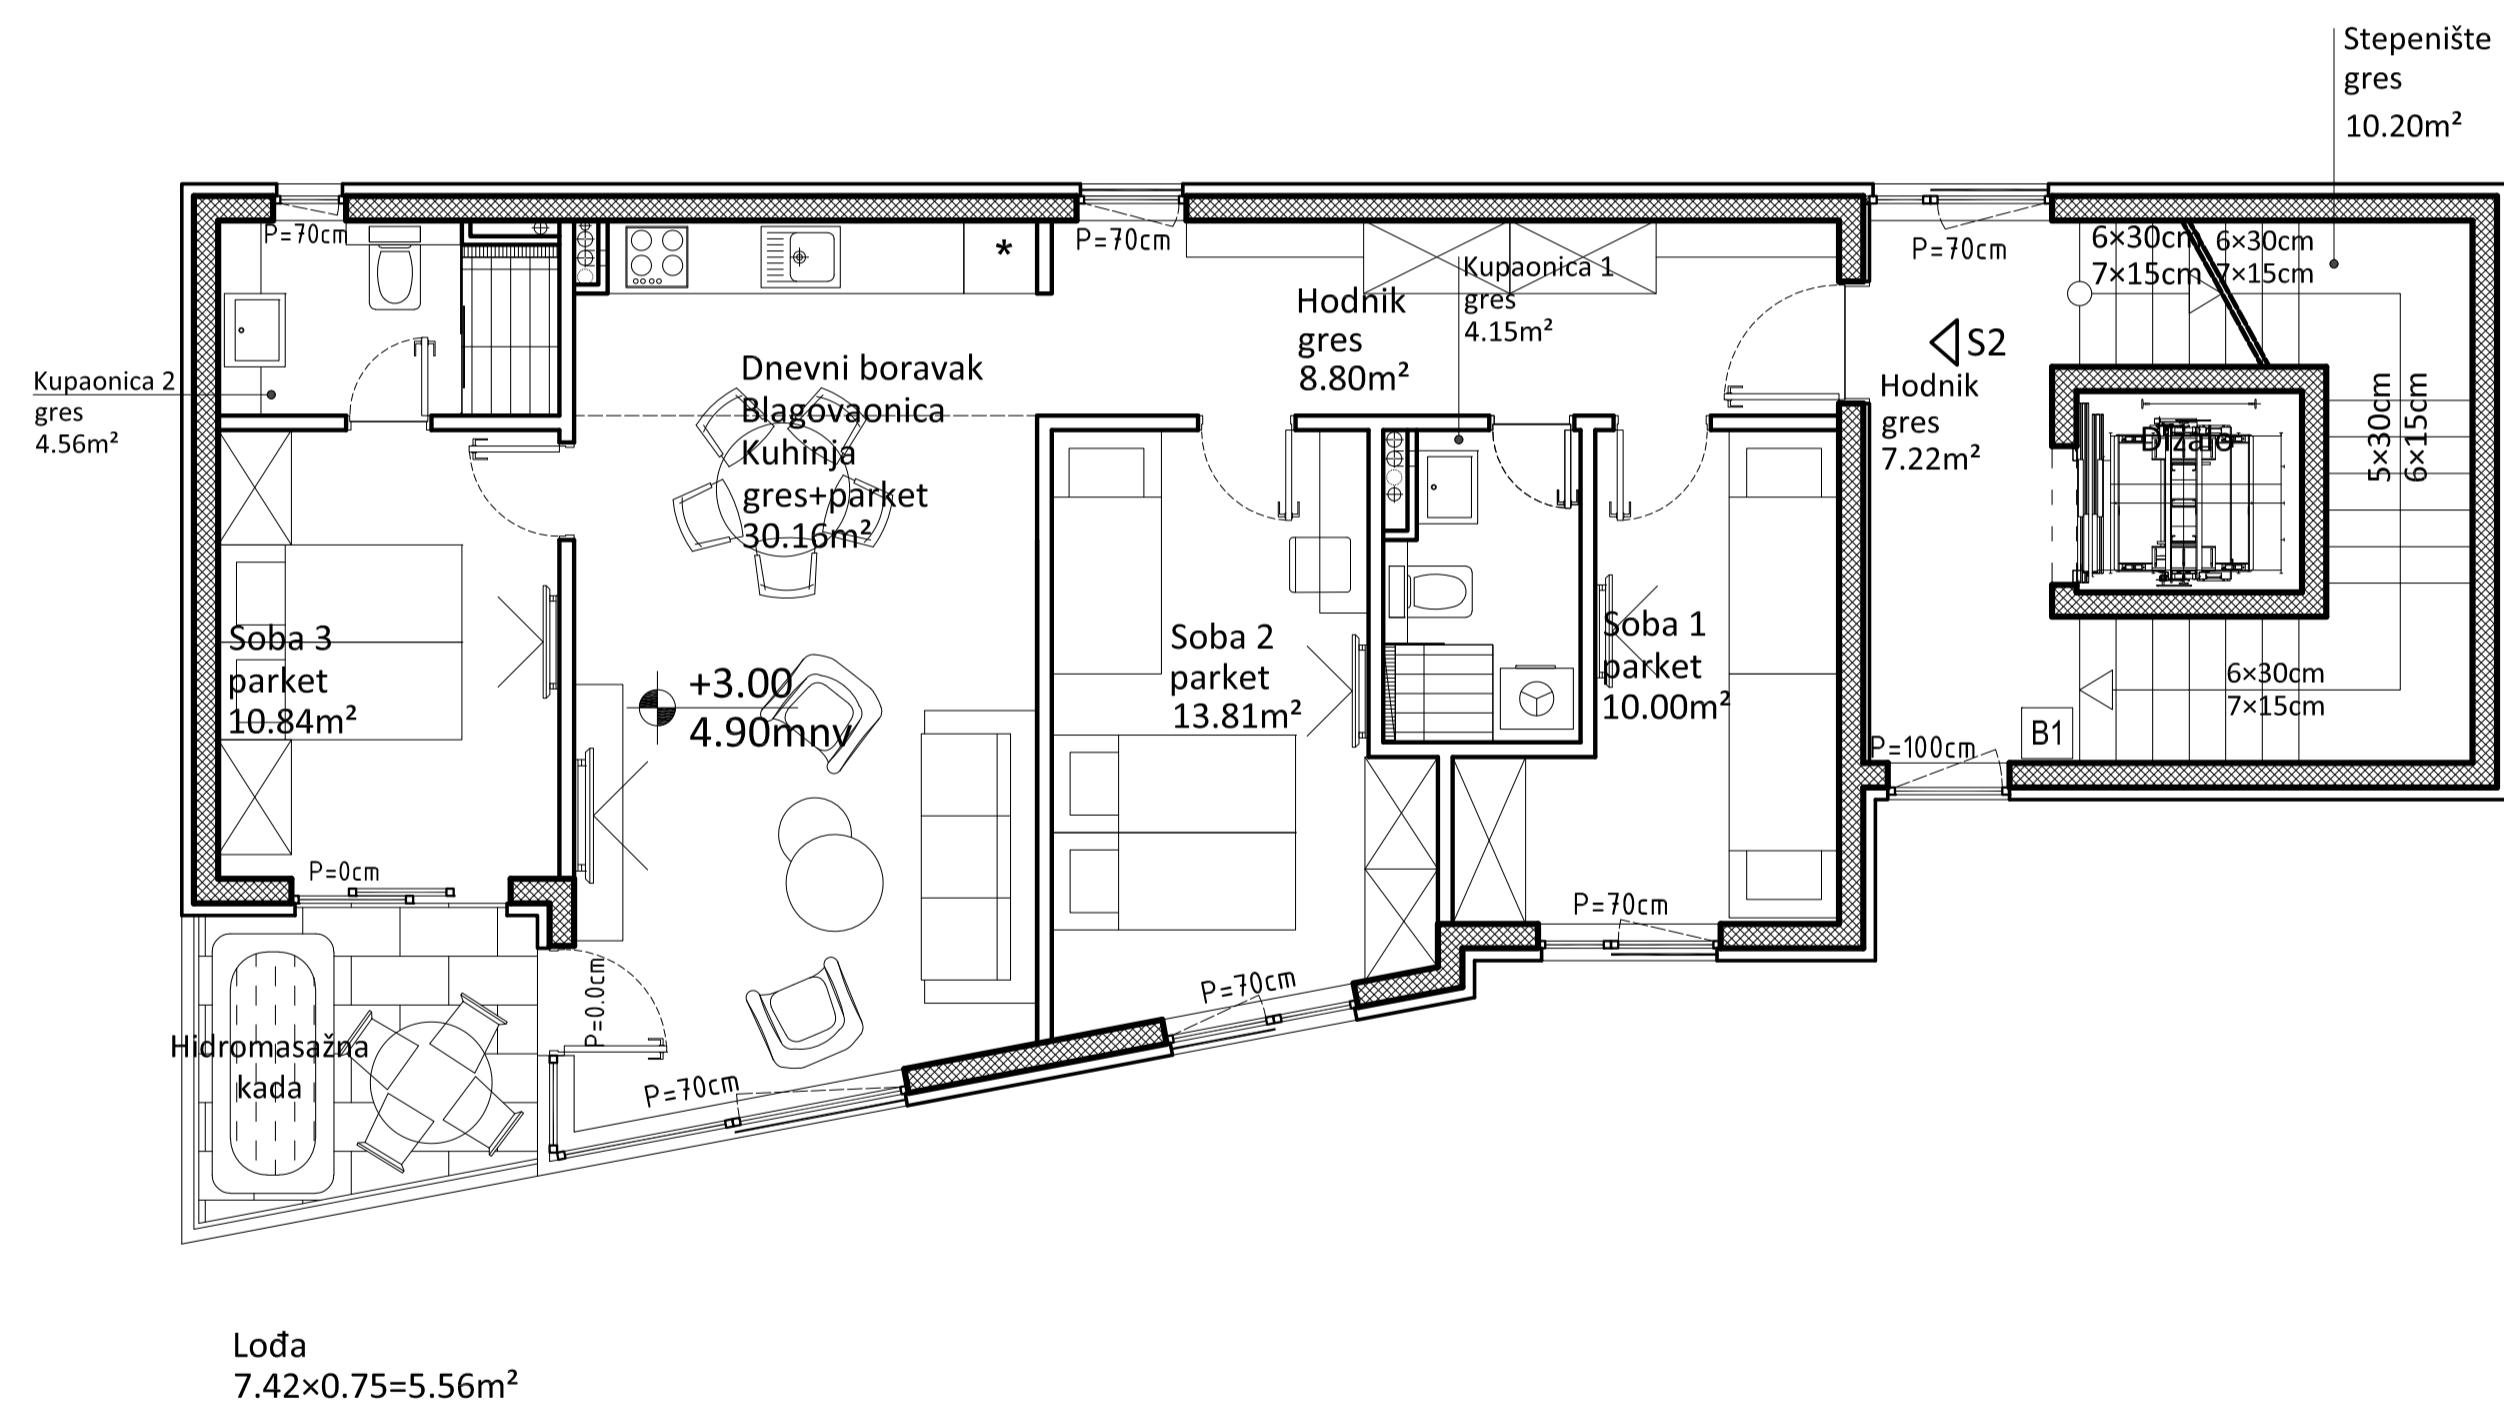 Stepenište
gres
10.20m²
P=70cm
P=70cm
P=70cm
6×30cm
7×15cm
6×30cm
7×15cm
*
Kupaonica 1
gres
4.15m²
Hodnik
gres
8.80m²
S2
Hodnik
gres
7.22m²
Kupaonica 2
gres
4.56m²
Dnevni boravak
Blagovaonica
Kuhinja
gres+parket
30.16m²
Dizalo
5×30cm
6×15cm
Soba 3
parket
10.84m²
+3.00
4.90mnv
Soba 2
parket
13.81m²
Soba 1
parket
10.00m²
6×30cm
7×15cm
B1
P=100cm
P=0cm
P=70cm
P=0.0cm
P=70cm
P=70cm
Hidromasažna
kada
Lođa
7.42×0.75=5.56m²